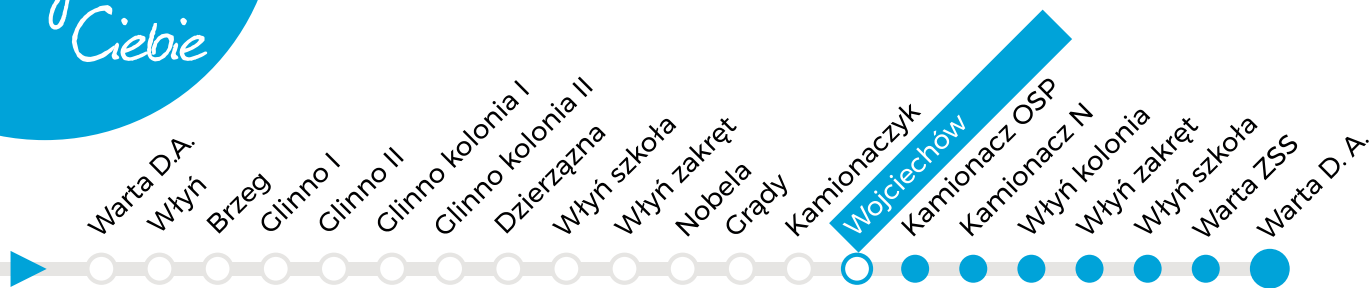 Ciebie
Warta D.A.
Włyń
Brzeg
Glinno I
Glinno II
Glinno kolonia I
Glinno kolonia II
Dzierzązna
Włyń szkoła
Włyń zakręt
Nobela
Grądy
Kamionaczyk
Wojciechów
Kamionacz OSP
Kamionacz N
Włyń kolonia
Włyń zakręt
Włyń szkoła
Warta ZSS
Warta D. A.